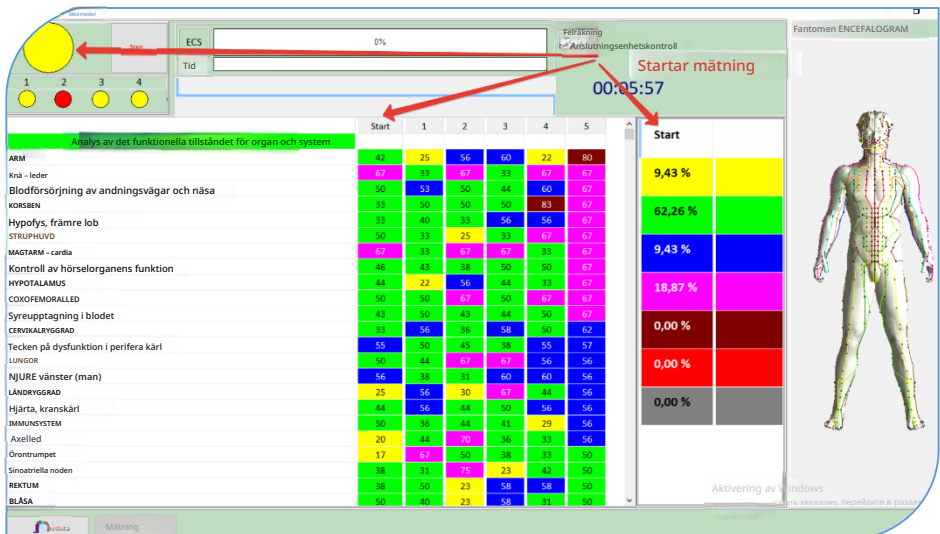 läkemedel
Fantomen ENCEFALOGRAM
Sten
ECS 0%
Felräkning
Anslutningsenhetskontroll
Tid
Startar mätning
1 2 3 4
00:05:57
Start 1 2 3 4 5
Start
Analys av det funktionella tillståndet för organ och system
ARM 42 25 56 60 22 80
Knä – leder 67 33 67 33 67 67
9,43 %
Blodförsörjning av andningsvägar och näsa 50 53 50 44 60 67
KORSBEN 33 50 50 50 83 67
62,26 %
Hypofys, främre lob 33 40 33 56 56 67
STRUPHUVD 50 33 25 33 67 67
MAGTARM – cardia 67 33 67 67 33 67
9,43 %
Kontroll av hörselorganens funktion 46 43 38 50 50 67
HYPOTALAMUS 44 22 56 44 33 67
18,87 %
COXOFEMORALLED 50 50 67 50 67 67
Syreupptagning i blodet 43 50 43 44 50 67
CERVIKALRYGGRAD 33 56 36 58 50 62
0,00 %
Tecken på dysfunktion i perifera kärl 55 50 45 38 55 57
LUNGOR 50 44 67 67 56 56
0,00 %
NJURE vänster (man) 56 38 31 60 60 56
LÄNDRYGGRAD 25 56 30 67 44 56
0,00 %
Hjärta, kranskärl 44 56 44 50 56 56
IMMUNSYSTEM 50 36 44 41 29 56
Axelled 20 44 70 36 33 56
Örontrumpet 17 67 50 38 33 50
Sinoatriella noden 38 31 75 23 42 50
REKTUM 38 50 23 58 58 50
Aktivering av Windows
BLÅSA 50 40 23 58 31 50
Windows, перейдите в раздел
Avsluta
Mätning